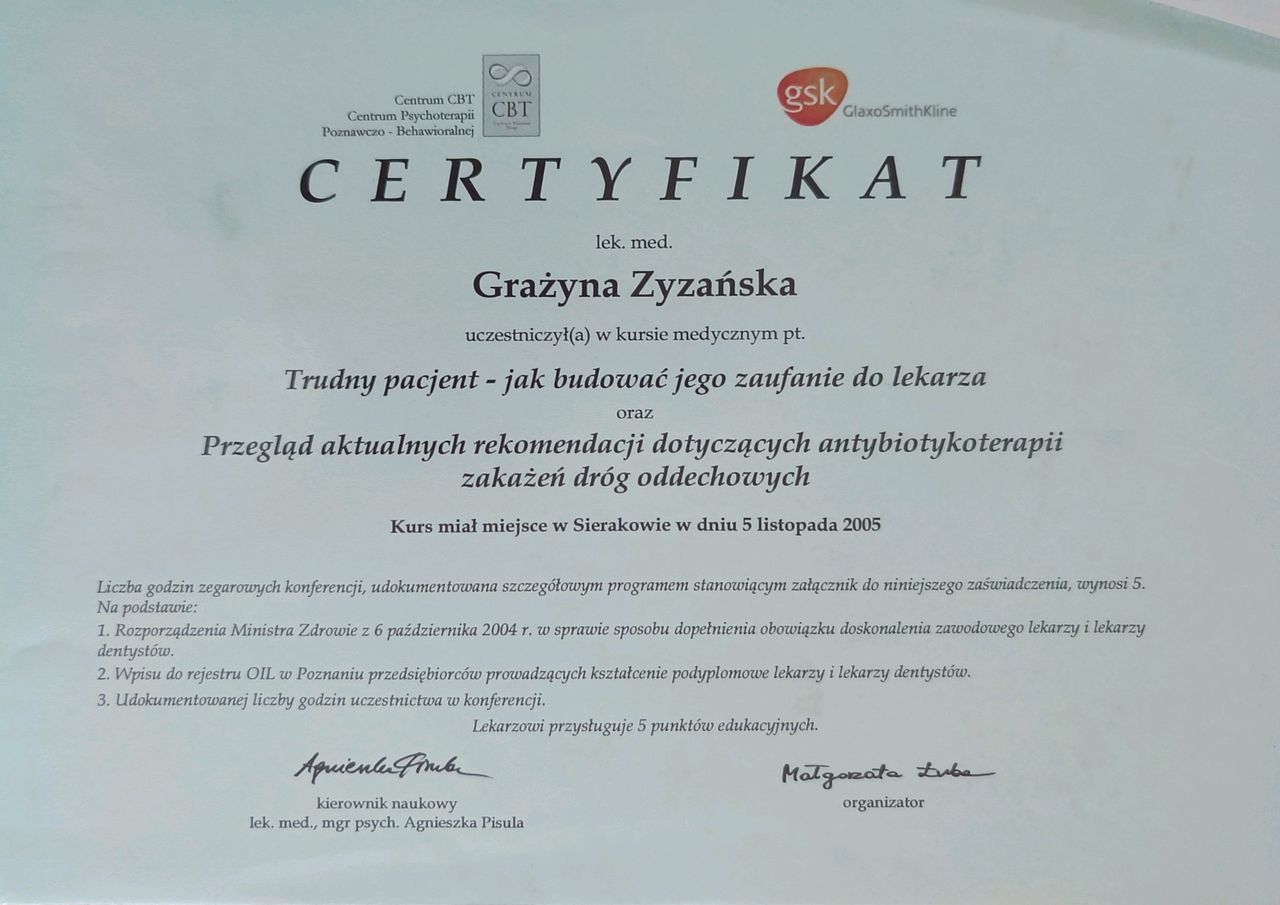 Centrum CBT
Centrum Psychoterapii
Poznawczo - Behawioralnej
CENTRUM
CBT
gsk
GlaxoSmithKline
CERTYFIKAT
lek. med.
Grażyna Zyzańska
uczestniczył(a) w kursie medycznym pt.
Trudny pacjent - jak budować jego zaufanie do lekarza
oraz
Przegląd aktualnych rekomendacji dotyczących antybiotykoterapii
zakażeń dróg oddechowych
Kurs miał miejsce w Sierakowie w dniu 5 listopada 2005
Liczba godzin zegarowych konferencji, udokumentowana szczegółowym programem stanowiącym załącznik do niniejszego zaświadczenia, wynosi 5.
Na podstawie:
1. Rozporządzenia Ministra Zdrowie z 6 października 2004 r. w sprawie sposobu dopełnienia obowiązku doskonalenia zawodowego lekarzy i lekarzy
dentystów.
2. Wpisu do rejestru OIL w Poznaniu przedsiębiorców prowadzących kształcenie podyplomowe lekarzy i lekarzy dentystów.
3. Udokumentowanej liczby godzin uczestnictwa w konferencji.
Lekarzowi przysługuje 5 punktów edukacyjnych.
Małgorzata Łuba
kierownik naukowy
lek. med., mgr psych. Agnieszka Pisula
organizator